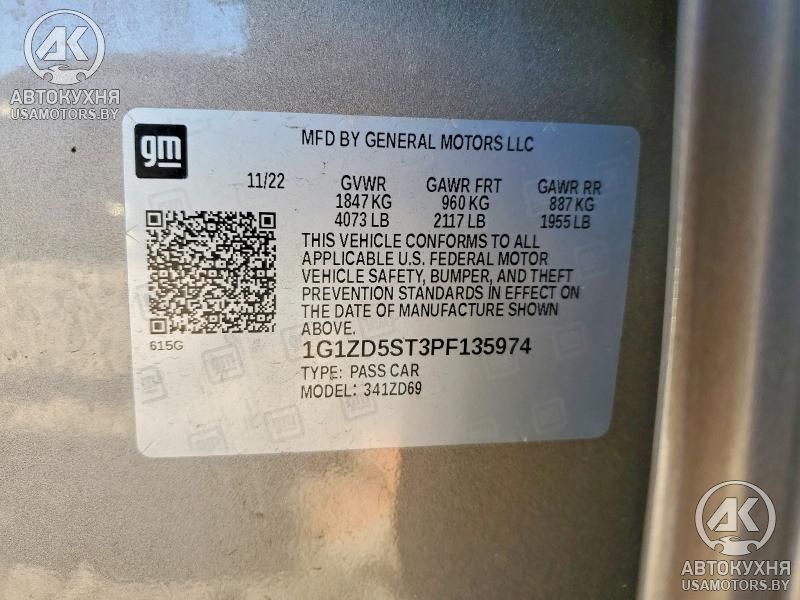 AK
АВТОКУХНЯ
USAMOTORS.BY
gm
MFD BY GENERAL MOTORS LLC
11/22 GVWR GAWR FRT GAWR RR
1847 KG 960 KG 887 KG
4073 LB 2117 LB 1955 LB
THIS VEHICLE CONFORMS TO ALL
APPLICABLE U.S. FEDERAL MOTOR
VEHICLE SAFETY, BUMPER, AND THEFT
PREVENTION STANDARDS IN EFFECT ON
THE DATE OF MANUFACTURE SHOWN
ABOVE.
615G
1G1ZD5ST3PF135974
TYPE: PASS CAR
MODEL: 341ZD69
AK
АВТОКУХНЯ
USAMOTORS.BY